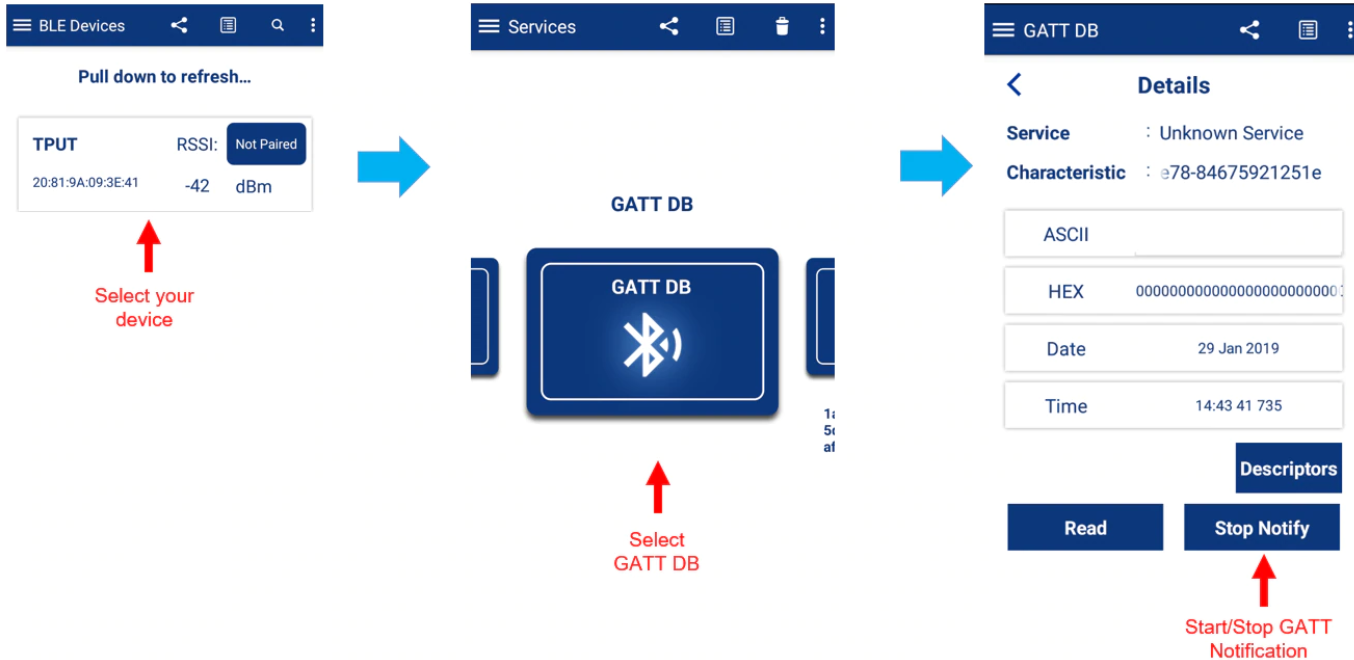 BLE Devices
Pull down to refresh...
TPUT
RSSI:
Not Paired
20:81:9A:09:3E:41
-42
dBm
Select your
device
Services
GATT DB
GATT DB
1a
5c
af
Select
GATT DB
GATT DB
Details
Service : Unknown Service
Characteristic : e78-84675921251e
ASCII
HEX
Date 29 Jan 2019
Time 14:43 41 735
Descriptors
Read
Stop Notify
Start/Stop GATT
Notification